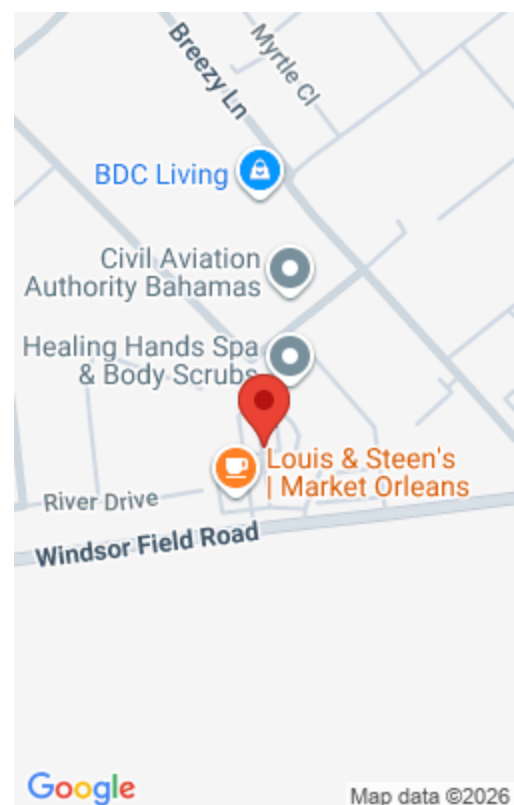 Breezy Ln
Myrtle Cl
BDC Living
Civil Aviation
Authority Bahamas
Healing Hands Spa
& Body Scrubs
Louis & Steen's
| Market Orleans
River Drive
Windsor Field Road
Google
Map data ©2026